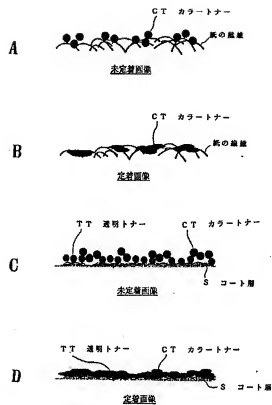 CT カラートナー
A
紙の繊維
未定着画像
CT カラートナー
B
紙の繊維
定着画像
TT 透明トナー CT カラートナー
C
S コート層
未定着画像
TT 透明トナー CT カラートナー
D
S コート層
定着画像